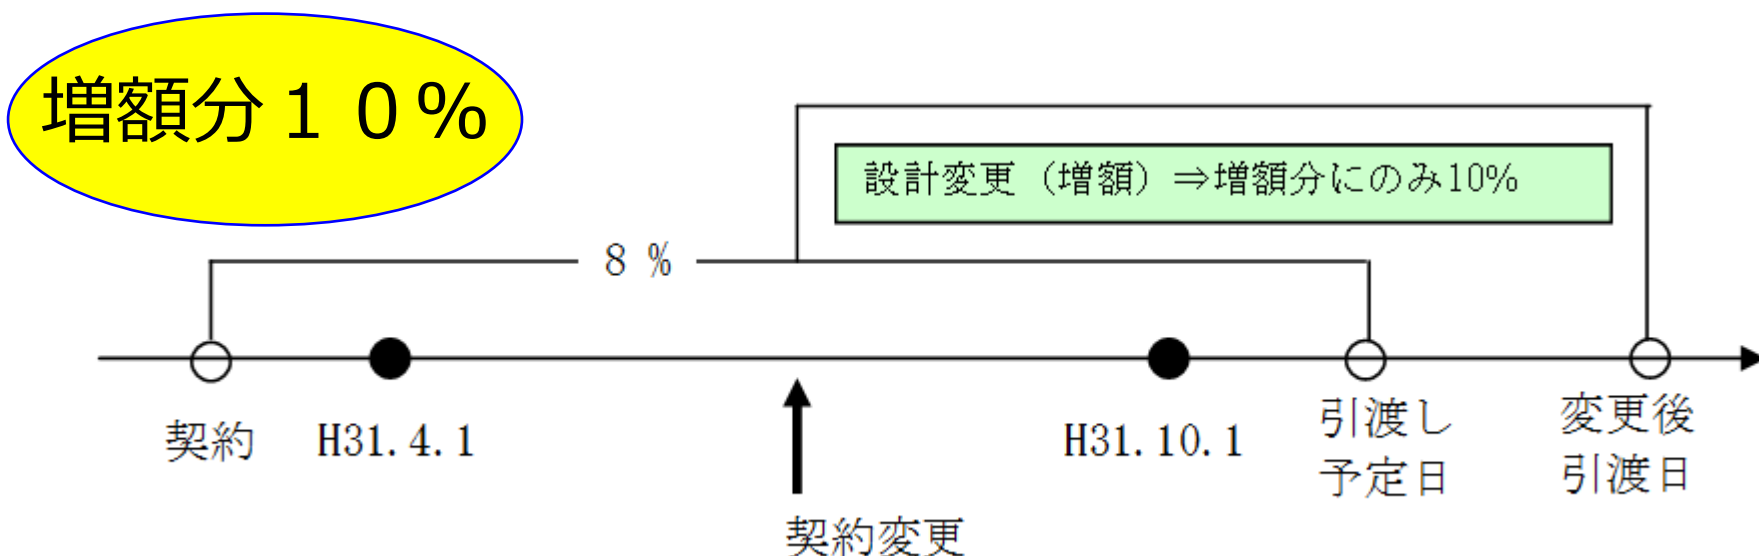 増額分１０％
設計変更（増額）⇒増額分にのみ10%
8 %
契約
H31.4.1
H31.10.1
引渡し
予定日
変更後
引渡日
契約変更